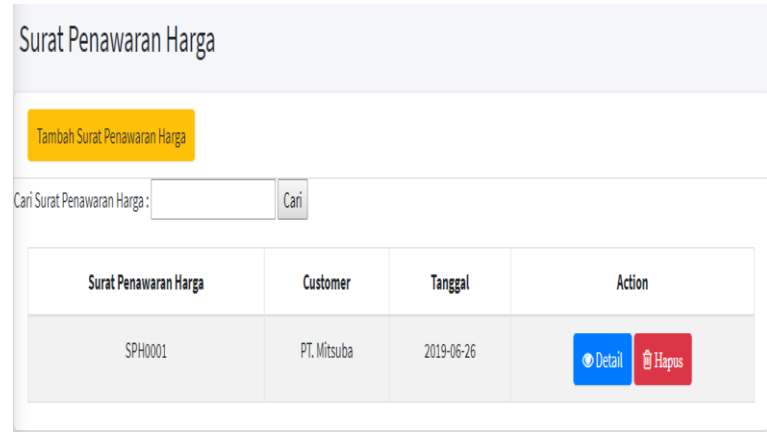 Surat Penawaran Harga
Tambah Surat Penawaran Harga
Cari Surat Penawaran Harga : Cari
Surat Penawaran Harga Customer Tanggal Action
SPH0001 PT. Mitsuba 2019-06-26 Detail Hapus